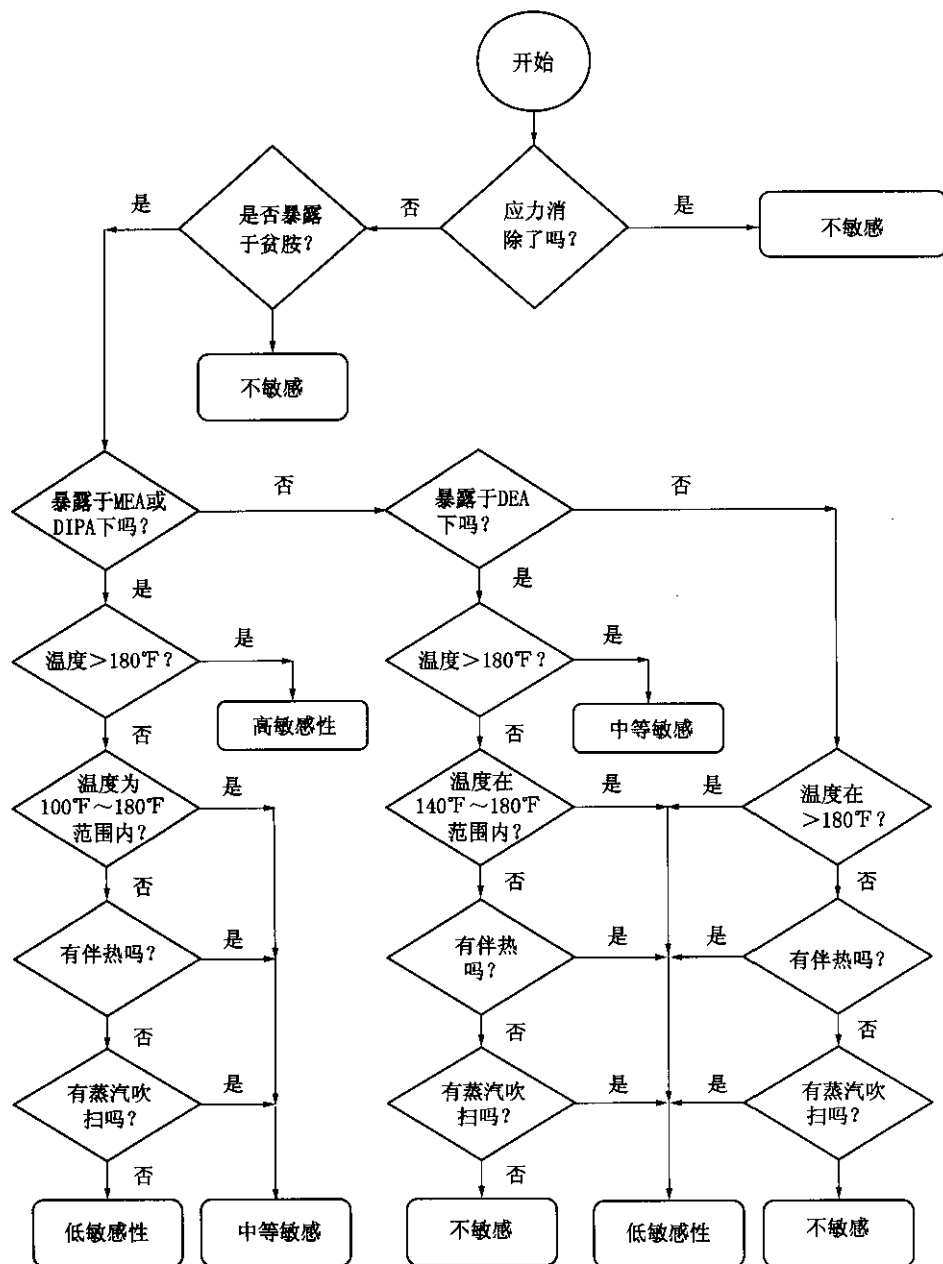 开始
是
是否暴露
于贫胺？
否
应力消
除了吗？
是
不敏感
不敏感
暴露于MEA或
DIPA下吗？
否
暴露于DEA
下吗？
否
是
是
温度＞180℉？
是
温度＞180℉？
是
高敏感性
中等敏感
否
否
温度为
100℉～180℉
范围内？
是
温度在
140℉～180℉
范围内？
是
是
温度在
＞180℉？
否
否
否
有伴热吗？
是
有伴热
吗？
是
是
有伴热吗？
否
否
否
有蒸汽吹
扫吗？
是
有蒸汽吹
扫吗？
是
是
有蒸汽吹
扫吗？
否
否
否
低敏感性
中等敏感
不敏感
低敏感性
不敏感